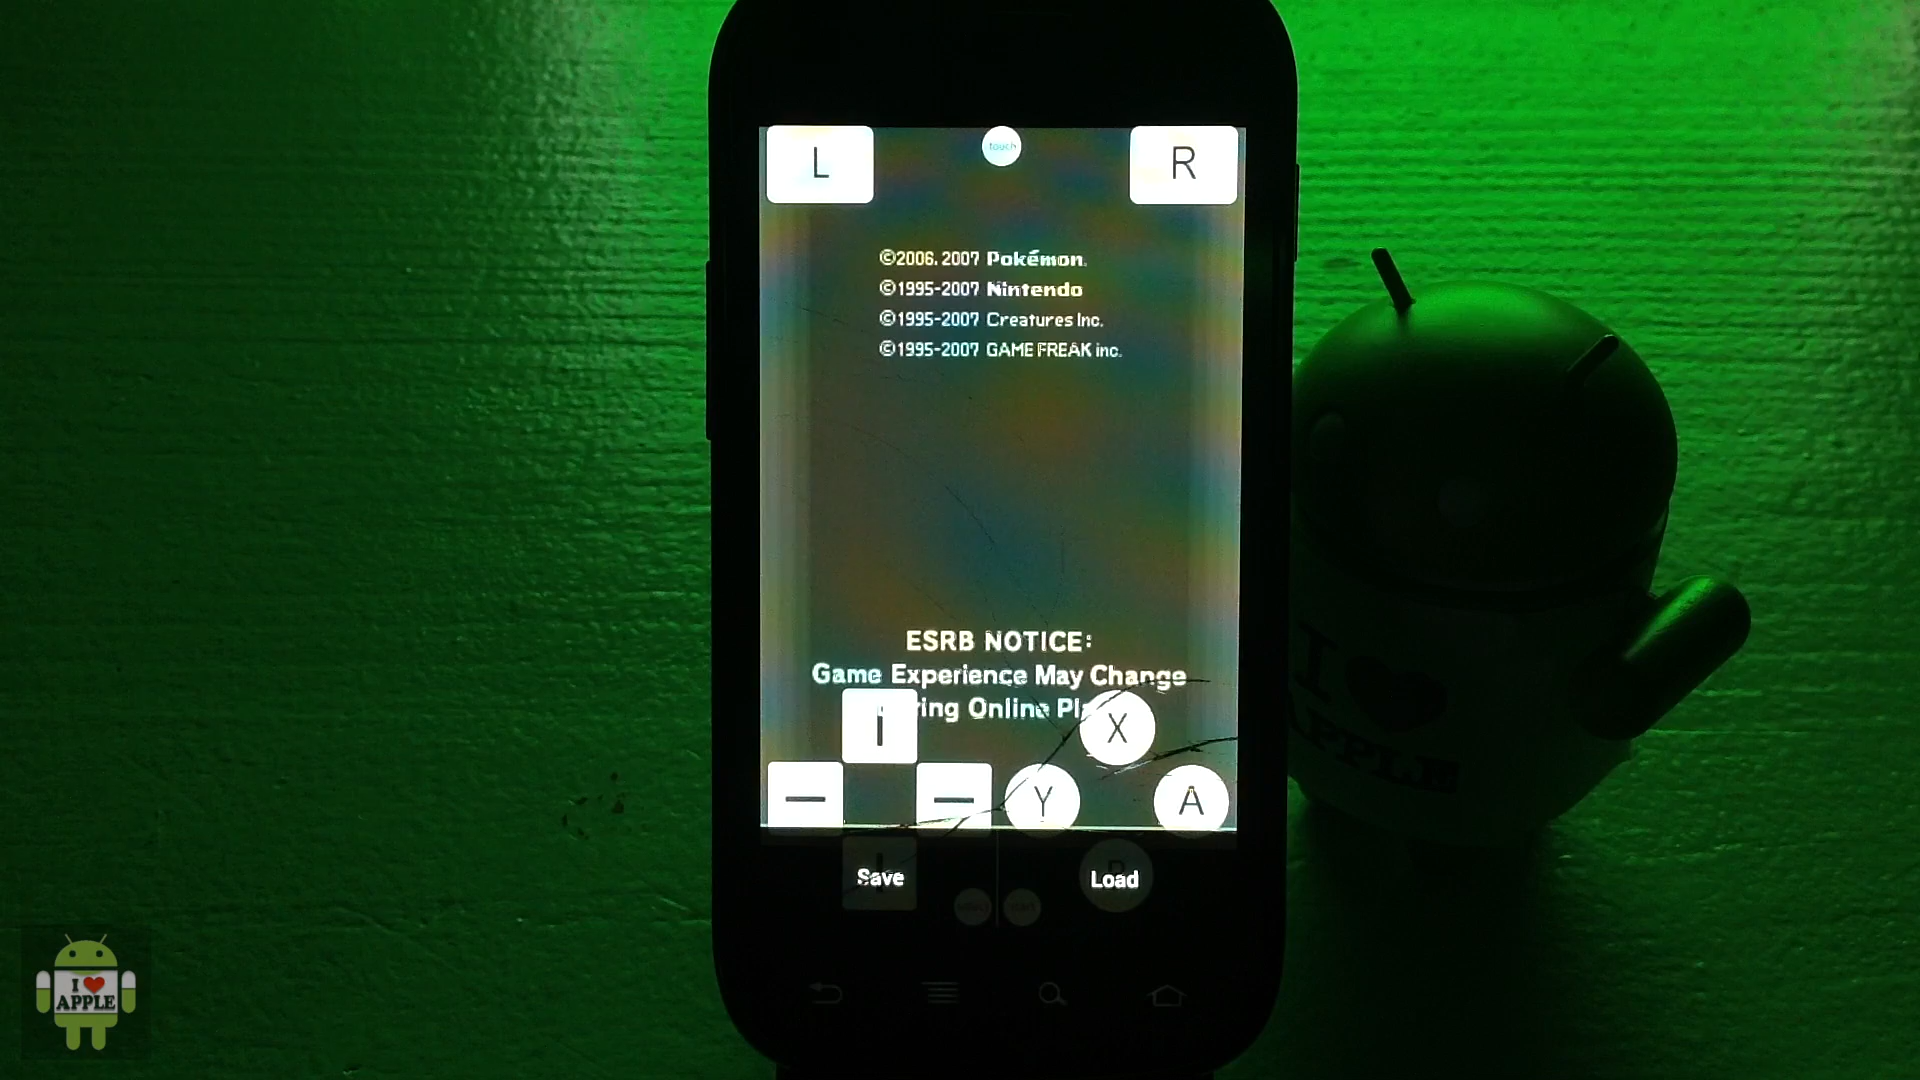 L
touch
R
©2006. 2007 Pokémon.
©1995-2007 Nintendo
©1995-2007 Creatures Inc.
©1995-2007 GAME FREAK inc.
ESRB NOTICE:
Game Experience May Change
Online
X
Y
A
Save
Load
B
I
APPLE
I
APPLE